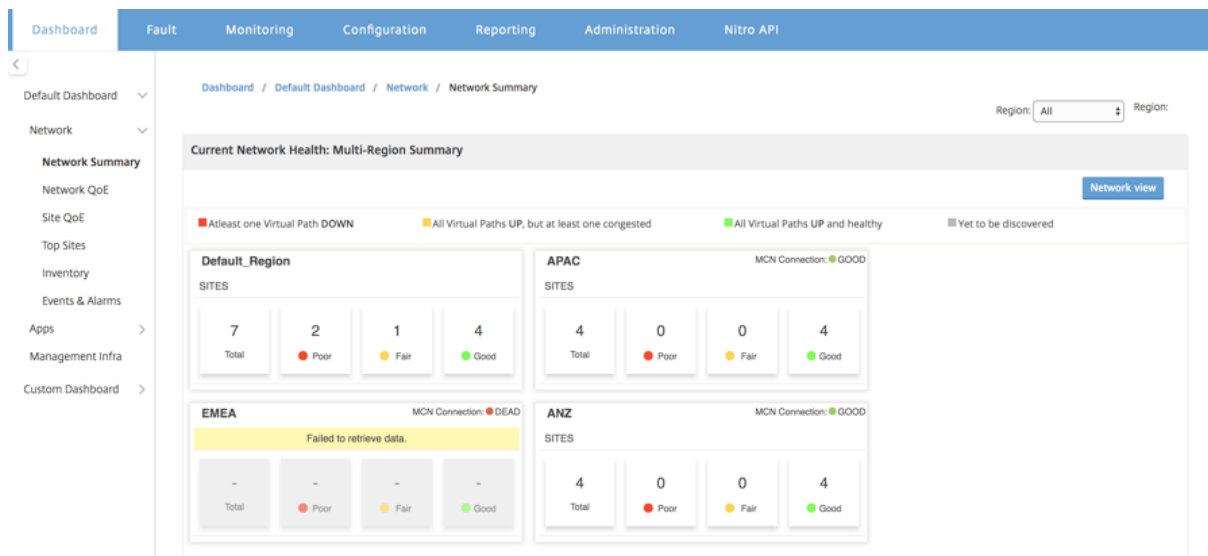 Dashboard Fault Monitoring Configuration Reporting Administration Nitro API
<
Default Dashboard
Network
Network Summary
Network QoE
Site QoE
Top Sites
Inventory
Events & Alarms
Apps >
Management Infra
Custom Dashboard >
Dashboard / Default Dashboard / Network / Network Summary
Region: All Region:
Current Network Health: Multi-Region Summary
Network view
Atleast one Virtual Path DOWN All Virtual Paths UP, but at least one congested All Virtual Paths UP and healthy Yet to be discovered
Default_Region
SITES
7 2 1 4
Total Poor Fair Good
APAC MCN Connection: GOOD
SITES
4 0 0 4
Total Poor Fair Good
EMEA MCN Connection: DEAD
Failed to retrieve data.
- - - -
Total Poor Fair Good
ANZ MCN Connection: GOOD
SITES
4 0 0 4
Total Poor Fair Good